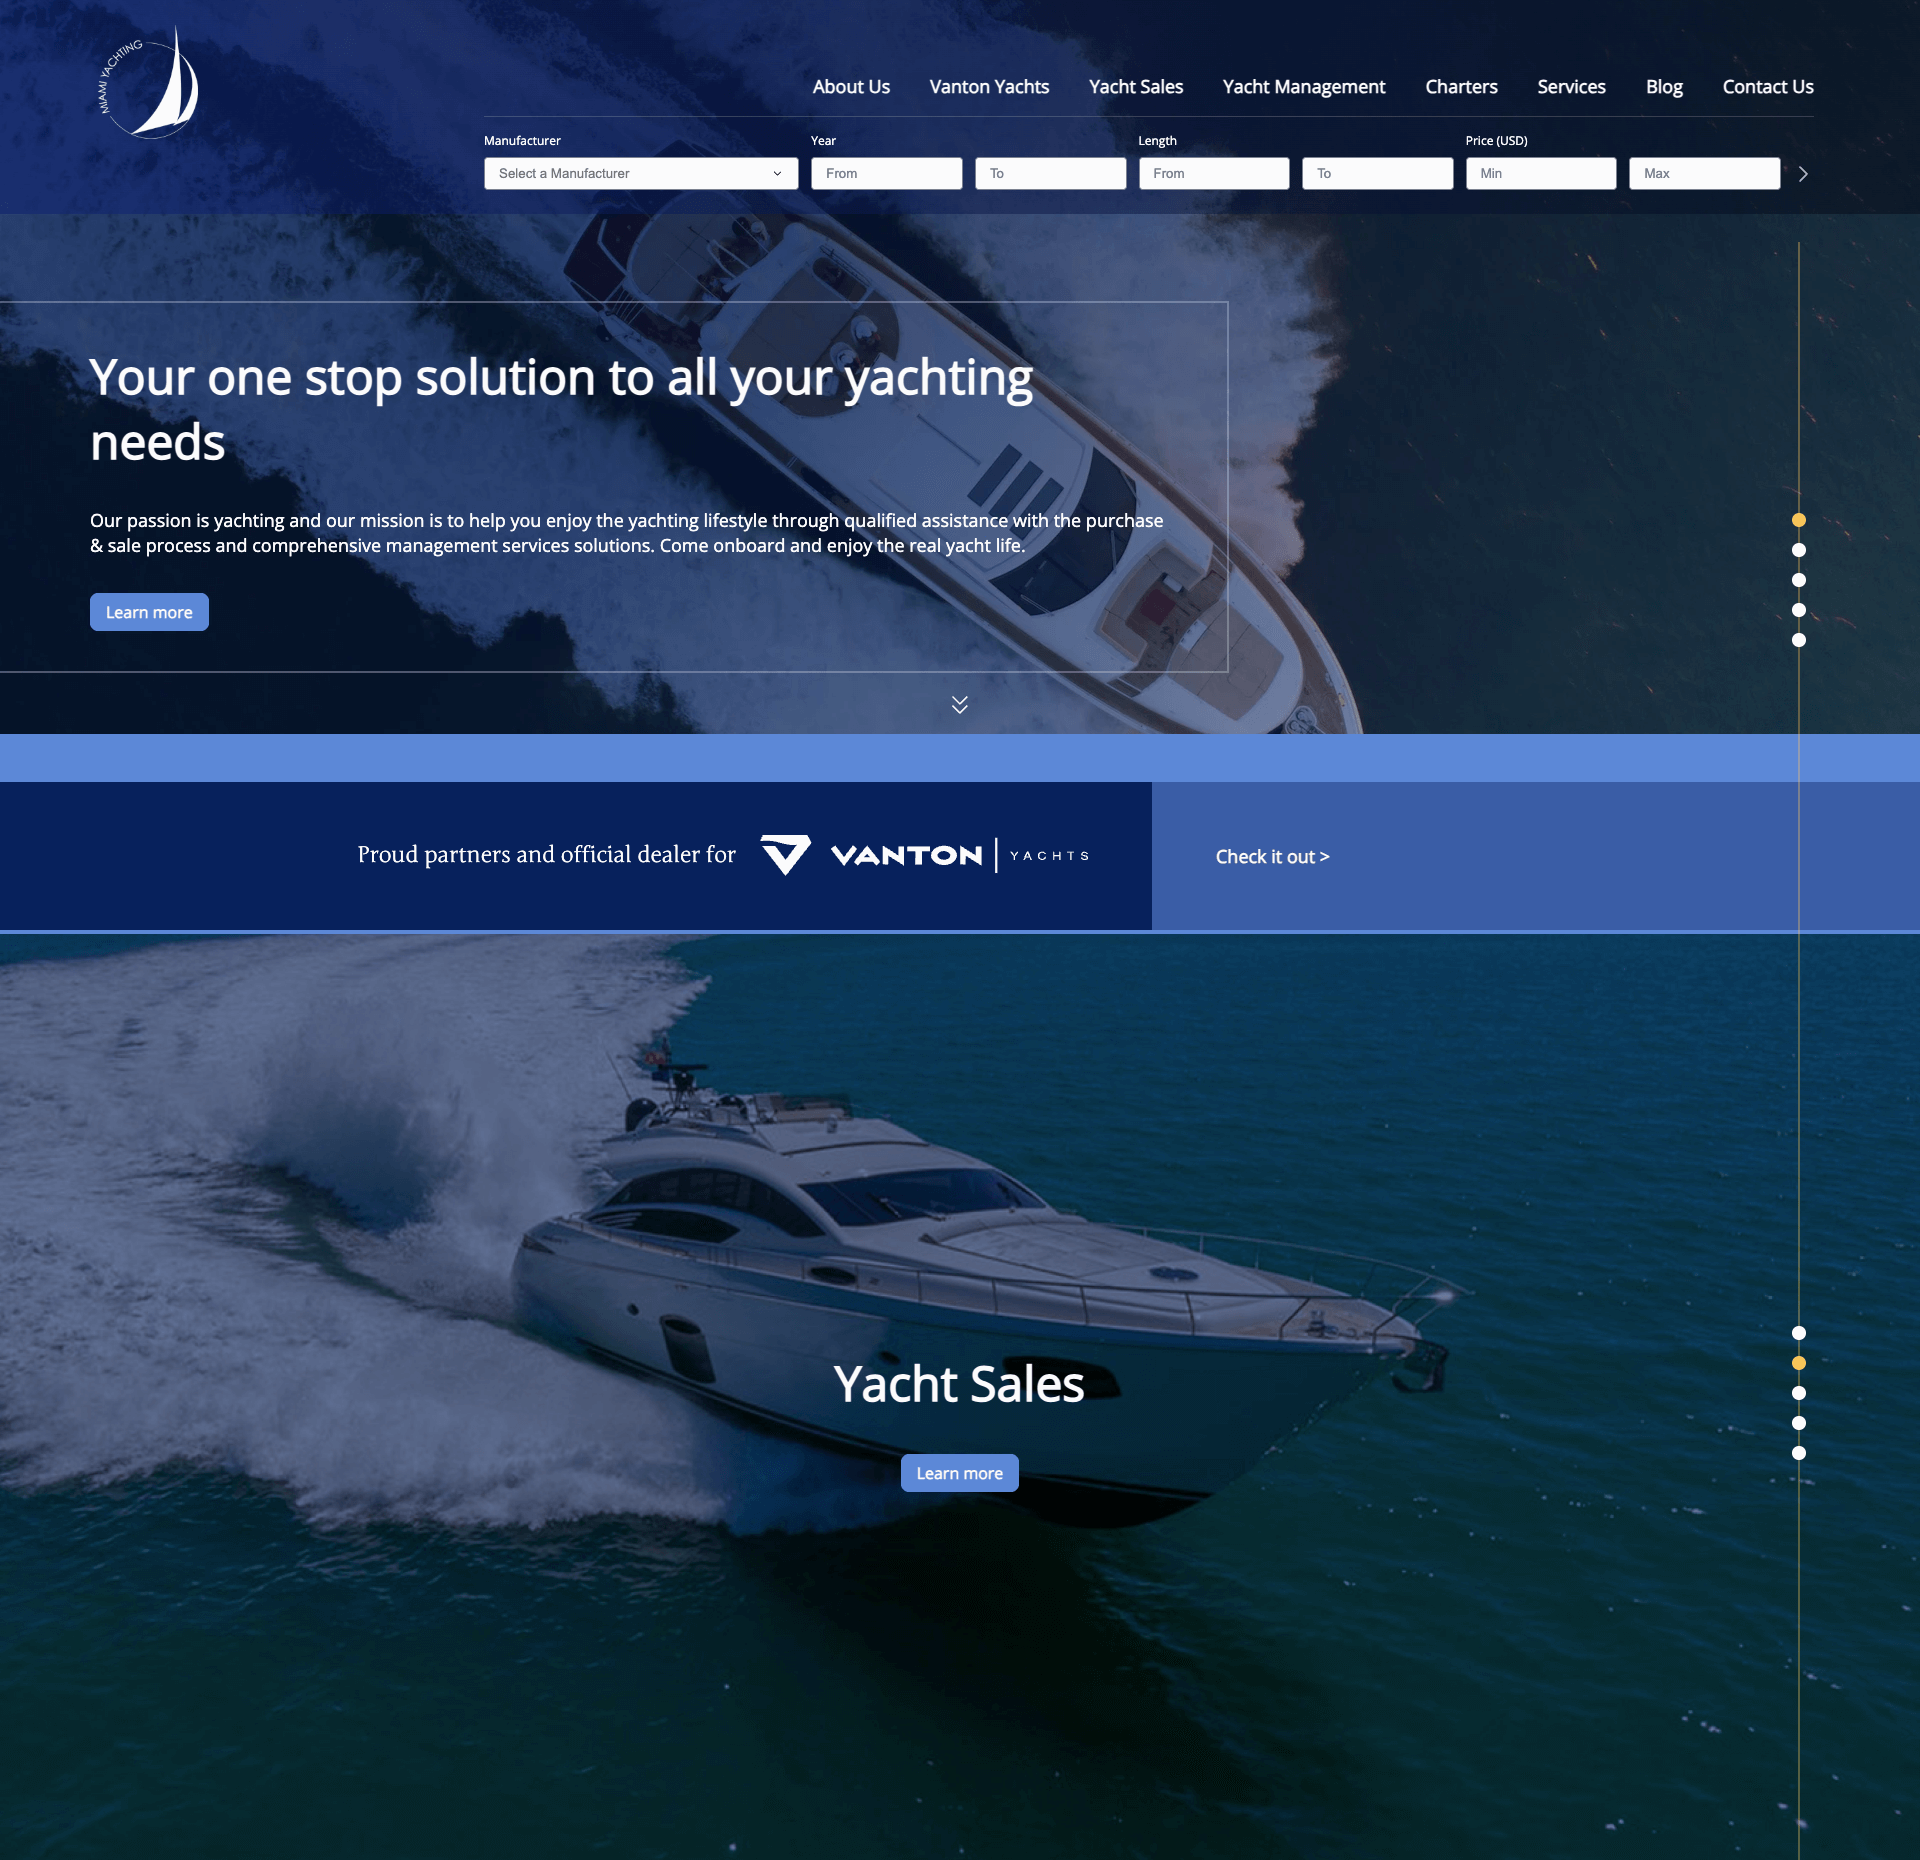 MIAMI YACHTING
About Us Vanton Yachts Yacht Sales Yacht Management Charters Services Blog Contact Us
Manufacturer Year Length Price (USD)
Select a Manufacturer From To From To Min Max
Your one stop solution to all your yachting
needs
Our passion is yachting and our mission is to help you enjoy the yachting lifestyle through qualified assistance with the purchase
& sale process and comprehensive management services solutions. Come onboard and enjoy the real yacht life.
Learn more
Proud partners and official dealer for VANTON YACHTS Check it out >
Yacht Sales
Learn more